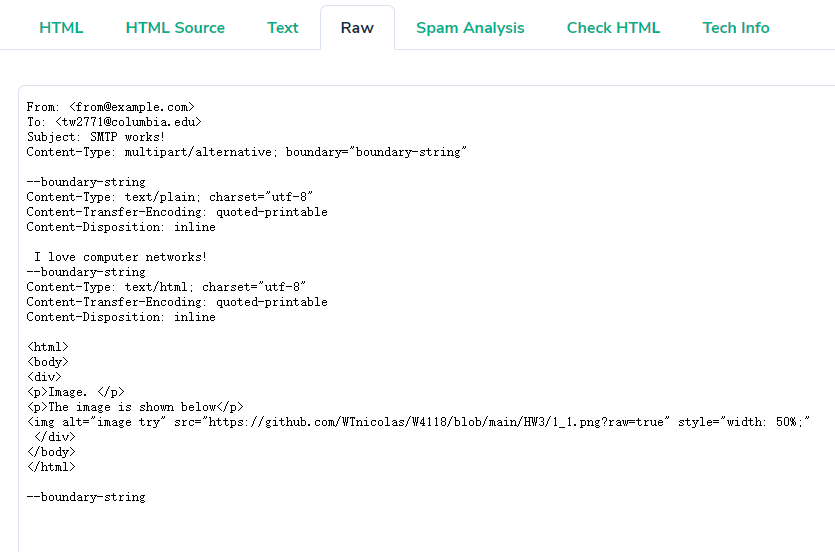 HTML HTML Source Text Raw Spam Analysis Check HTML Tech Info
From: <from@example.com>
To: <tw2771@columbia.edu>
Subject: SMTP works!
Content-Type: multipart/alternative; boundary="boundary-string"
--boundary-string
Content-Type: text/plain; charset="utf-8"
Content-Transfer-Encoding: quoted-printable
Content-Disposition: inline
I love computer networks!
--boundary-string
Content-Type: text/html; charset="utf-8"
Content-Transfer-Encoding: quoted-printable
Content-Disposition: inline
<html>
<body>
<div>
<p>Image. </p>
<p>The image is shown below</p>
<img alt="image try" src="https://github.com/WTnicolas/W4118/blob/main/HW3/1_1.png?raw=true" style="width: 50%;"
</div>
</body>
</html>
--boundary-string